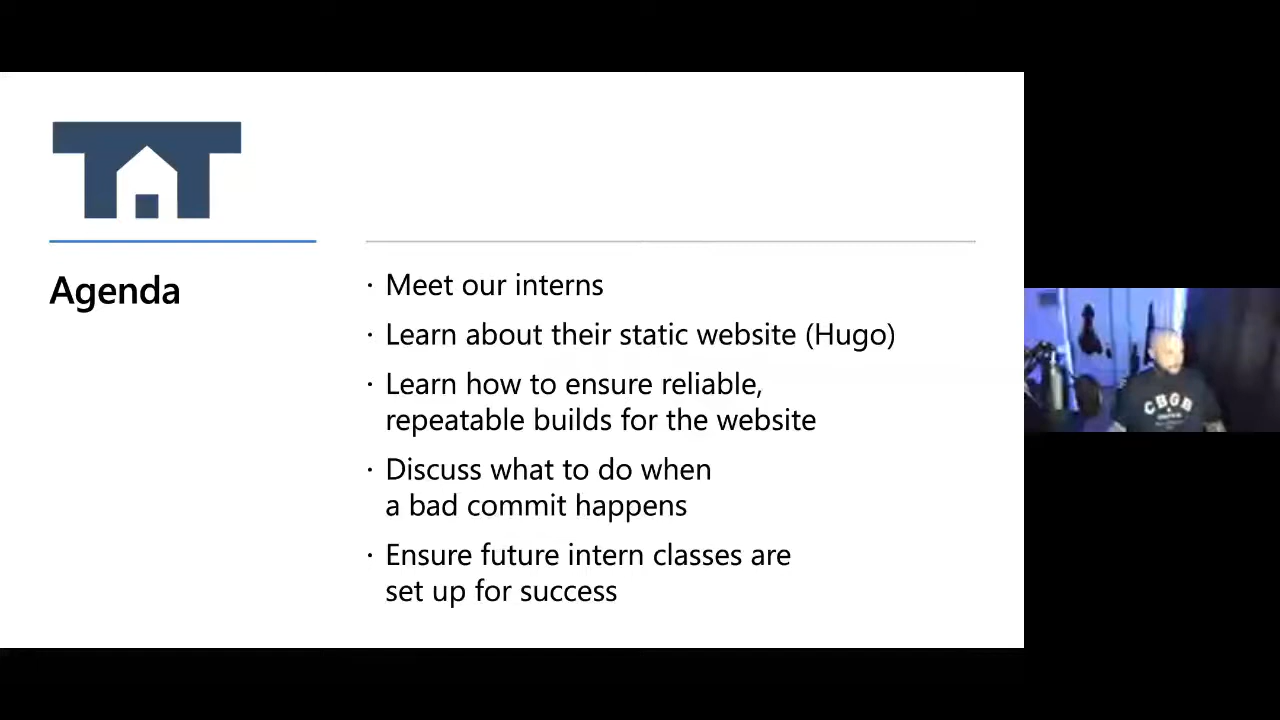 Agenda
· Meet our interns
· Learn about their static website (Hugo)
· Learn how to ensure reliable,
repeatable builds for the website
· Discuss what to do when
a bad commit happens
· Ensure future intern classes are
set up for success
CBGB